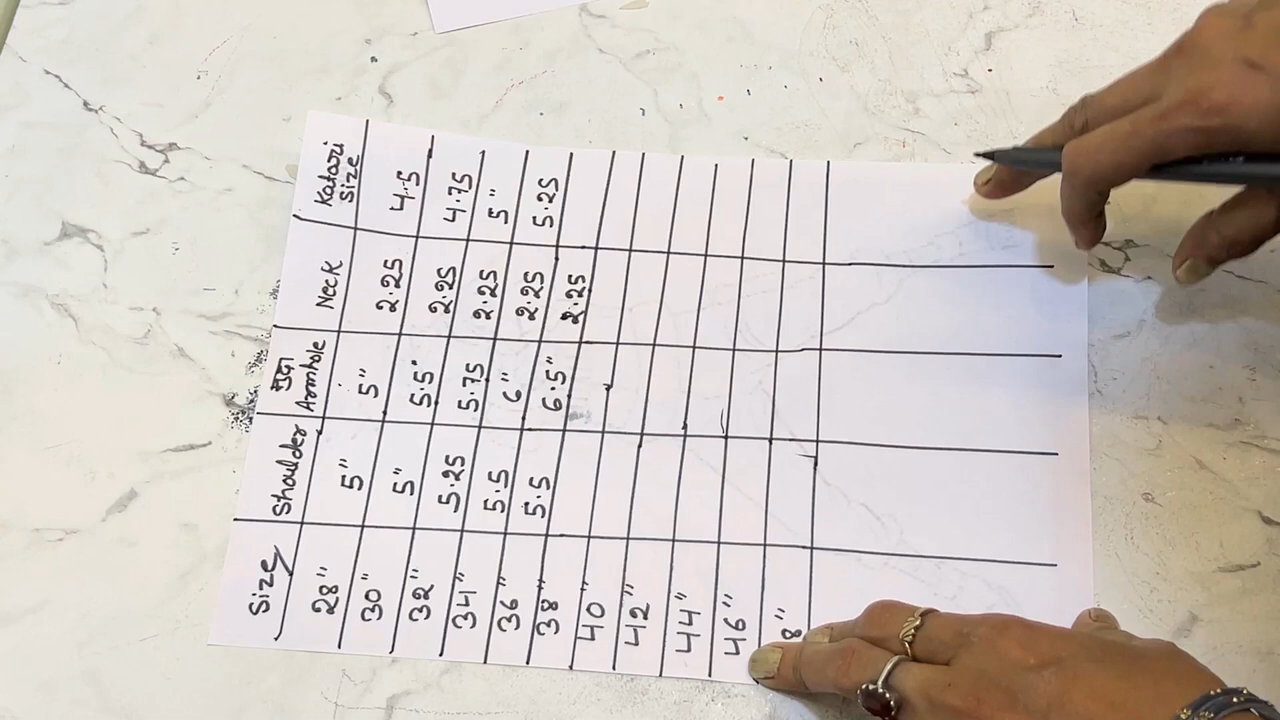 Size Shoulder Armhole Neck Katari Size
28" 5" 5" 2.25 4.5
30" 5" 5.5" 2.25 4.75
32" 5.25 5.75 2.25 5"
34" 5.5 6" 2.25 5.25
36" 5.5 6.5" 2.25
38"
40"
42"
44"
46"
8"